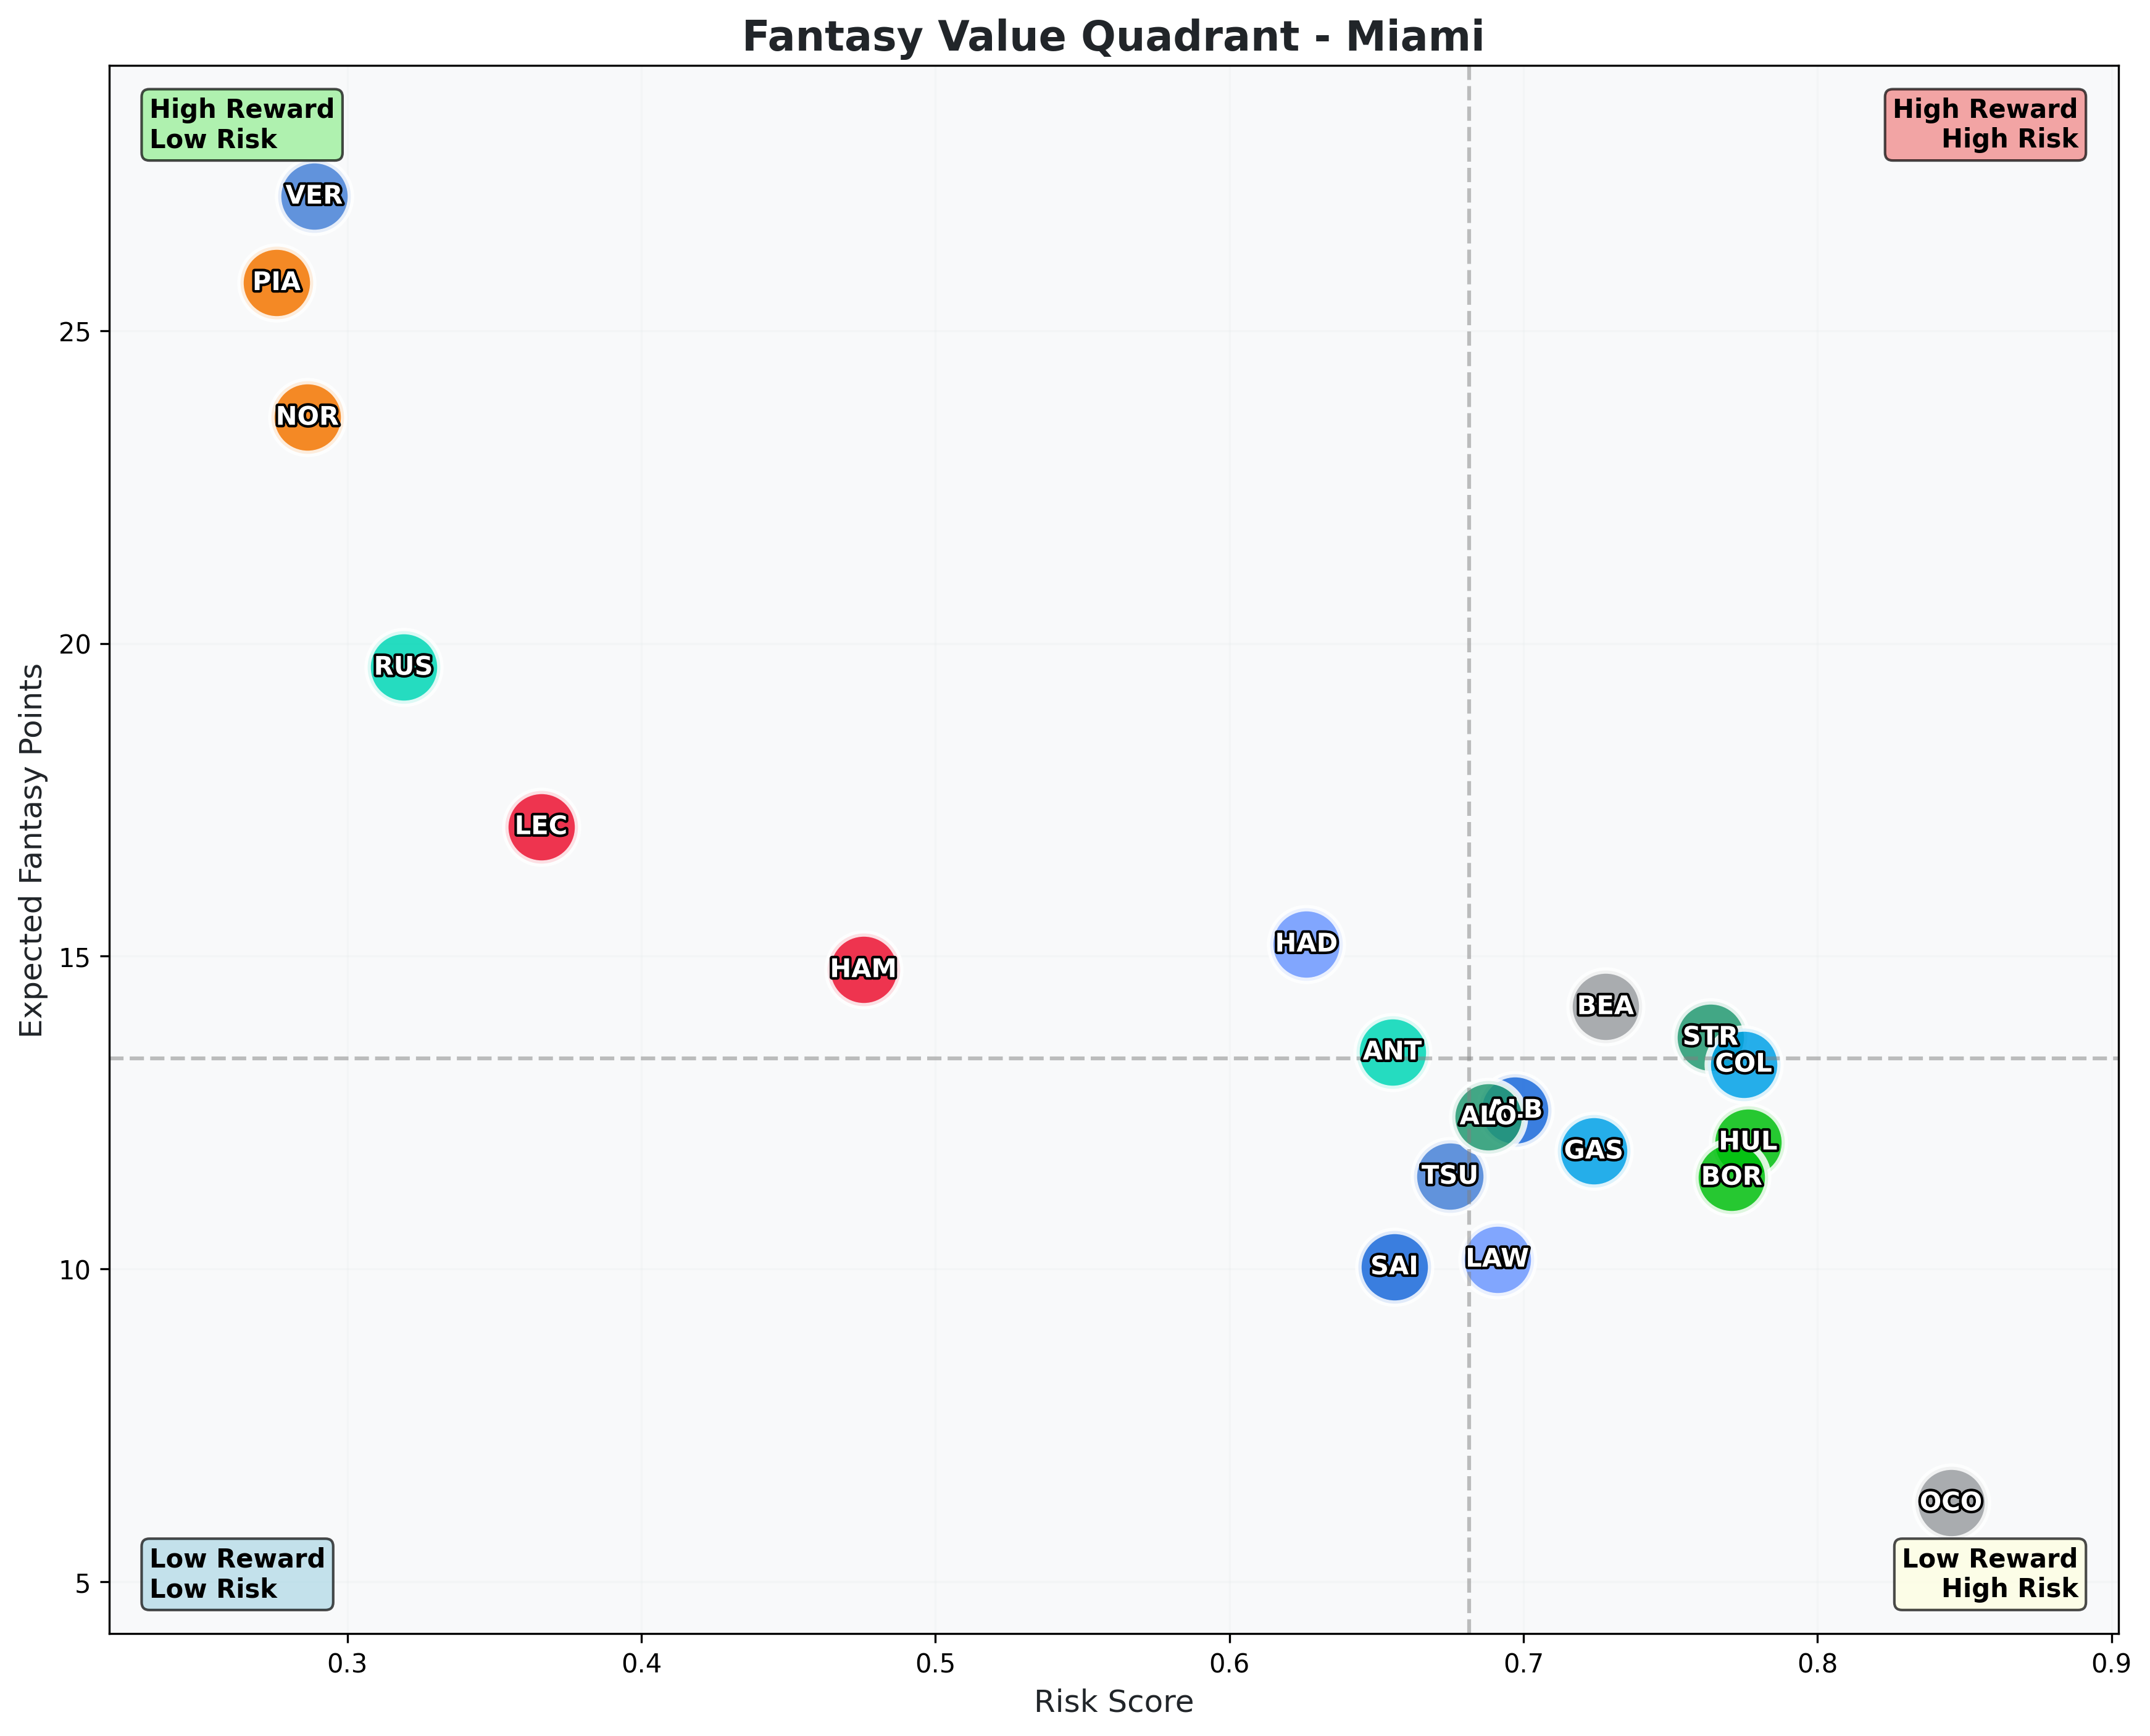 Fantasy Value Quadrant - Miami
High Reward
Low Risk
High Reward
High Risk
VER
PIA
25
NOR
20
RUS
LEC
Expected Fantasy Points
HAD
15
HAM
BEA
STR
ANT
COL
ALB
ALO
HUL
GAS
TSU
BOR
10
SAI
LAW
OCO
Low Reward
Low Risk
Low Reward
High Risk
5
0.3
0.4
0.5
0.6
0.7
0.8
0.9
Risk Score